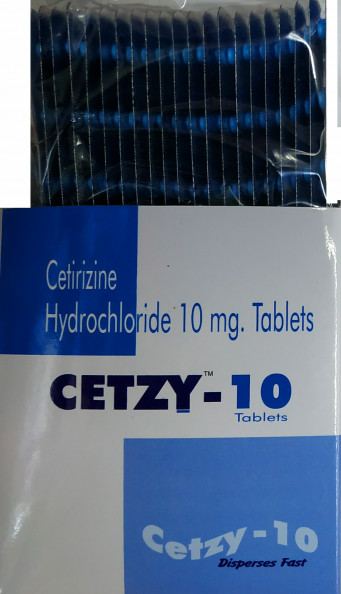 Cetirizine
Hydrochloride 10 mg. Tablets
CETZY™-10
Tablets
Cetzy-10
Disperses Fast